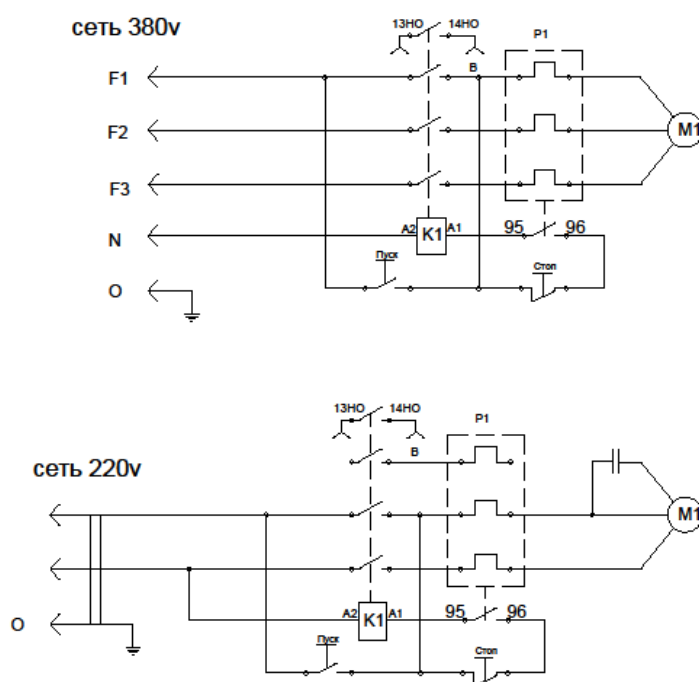 сеть 380v
13НО 14НО P1
F1 B
F2 M1
F3
N A2 K1 A1 95 96
Пуск Стоп
O
13НО 14НО P1
B
сеть 220v
M1
O A2 K1 A1 95 96
Пуск Стоп